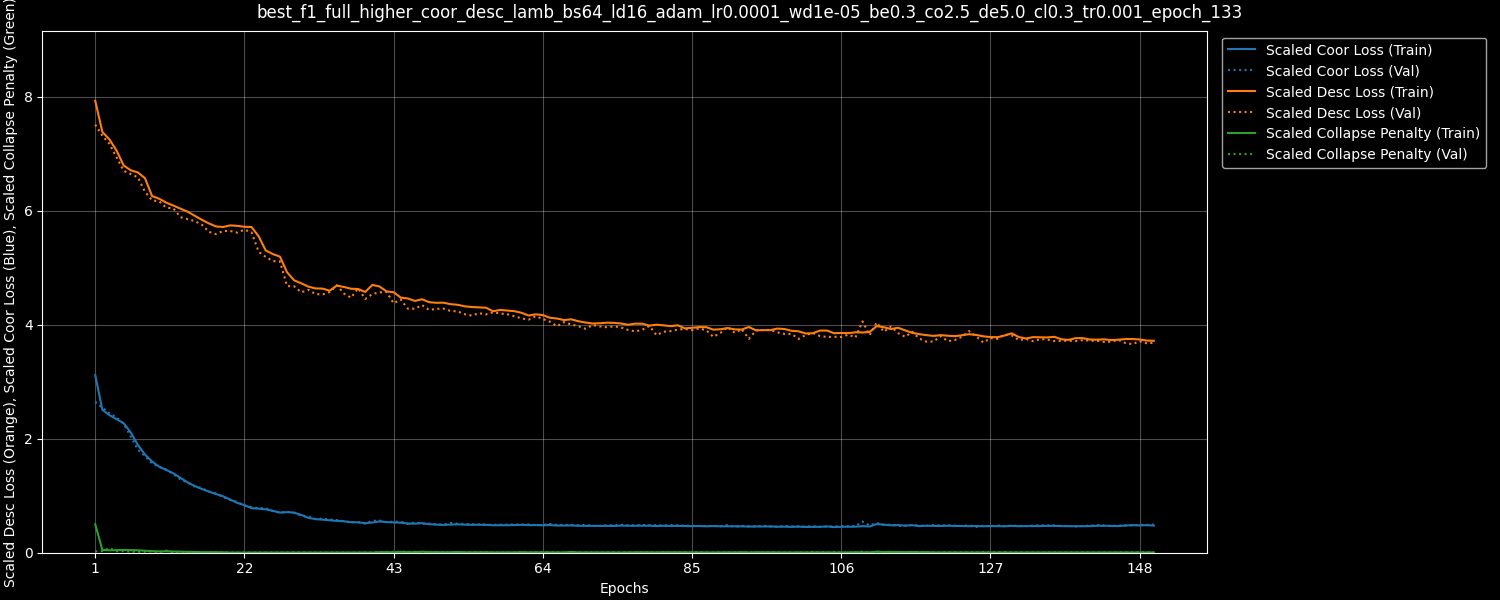 best_f1_full_higher_coor_desc_lamb_bs64_ld16_adam_lr0.0001_wd1e-05_be0.3_co2.5_de5.0_cl0.3_tr0.001_epoch_133
Scaled Desc Loss (Orange), Scaled Coor Loss (Blue), Scaled Collapse Penalty (Green)
8
6
4
2
0
1 22 43 64 85 106 127 148
Epochs
Scaled Coor Loss (Train)
Scaled Coor Loss (Val)
Scaled Desc Loss (Train)
Scaled Desc Loss (Val)
Scaled Collapse Penalty (Train)
Scaled Collapse Penalty (Val)